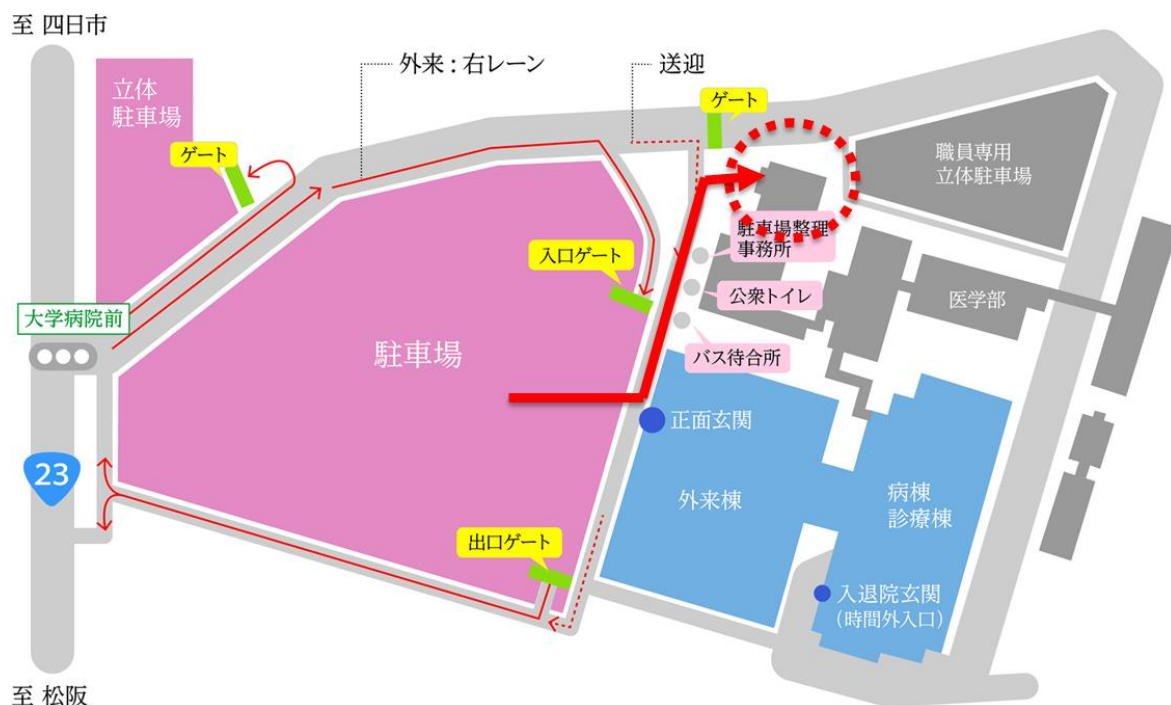 至 四日市
外来：右レーン
送迎
立体
駐車場
ゲート
ゲート
職員専用
立体駐車場
駐車場整理
事務所
入口ゲート
公衆トイレ
医学部
大学病院前
バス待合所
駐車場
正面玄関
23
外来棟
病棟
診療棟
出口ゲート
入退院玄関
（時間外入口）
至 松阪